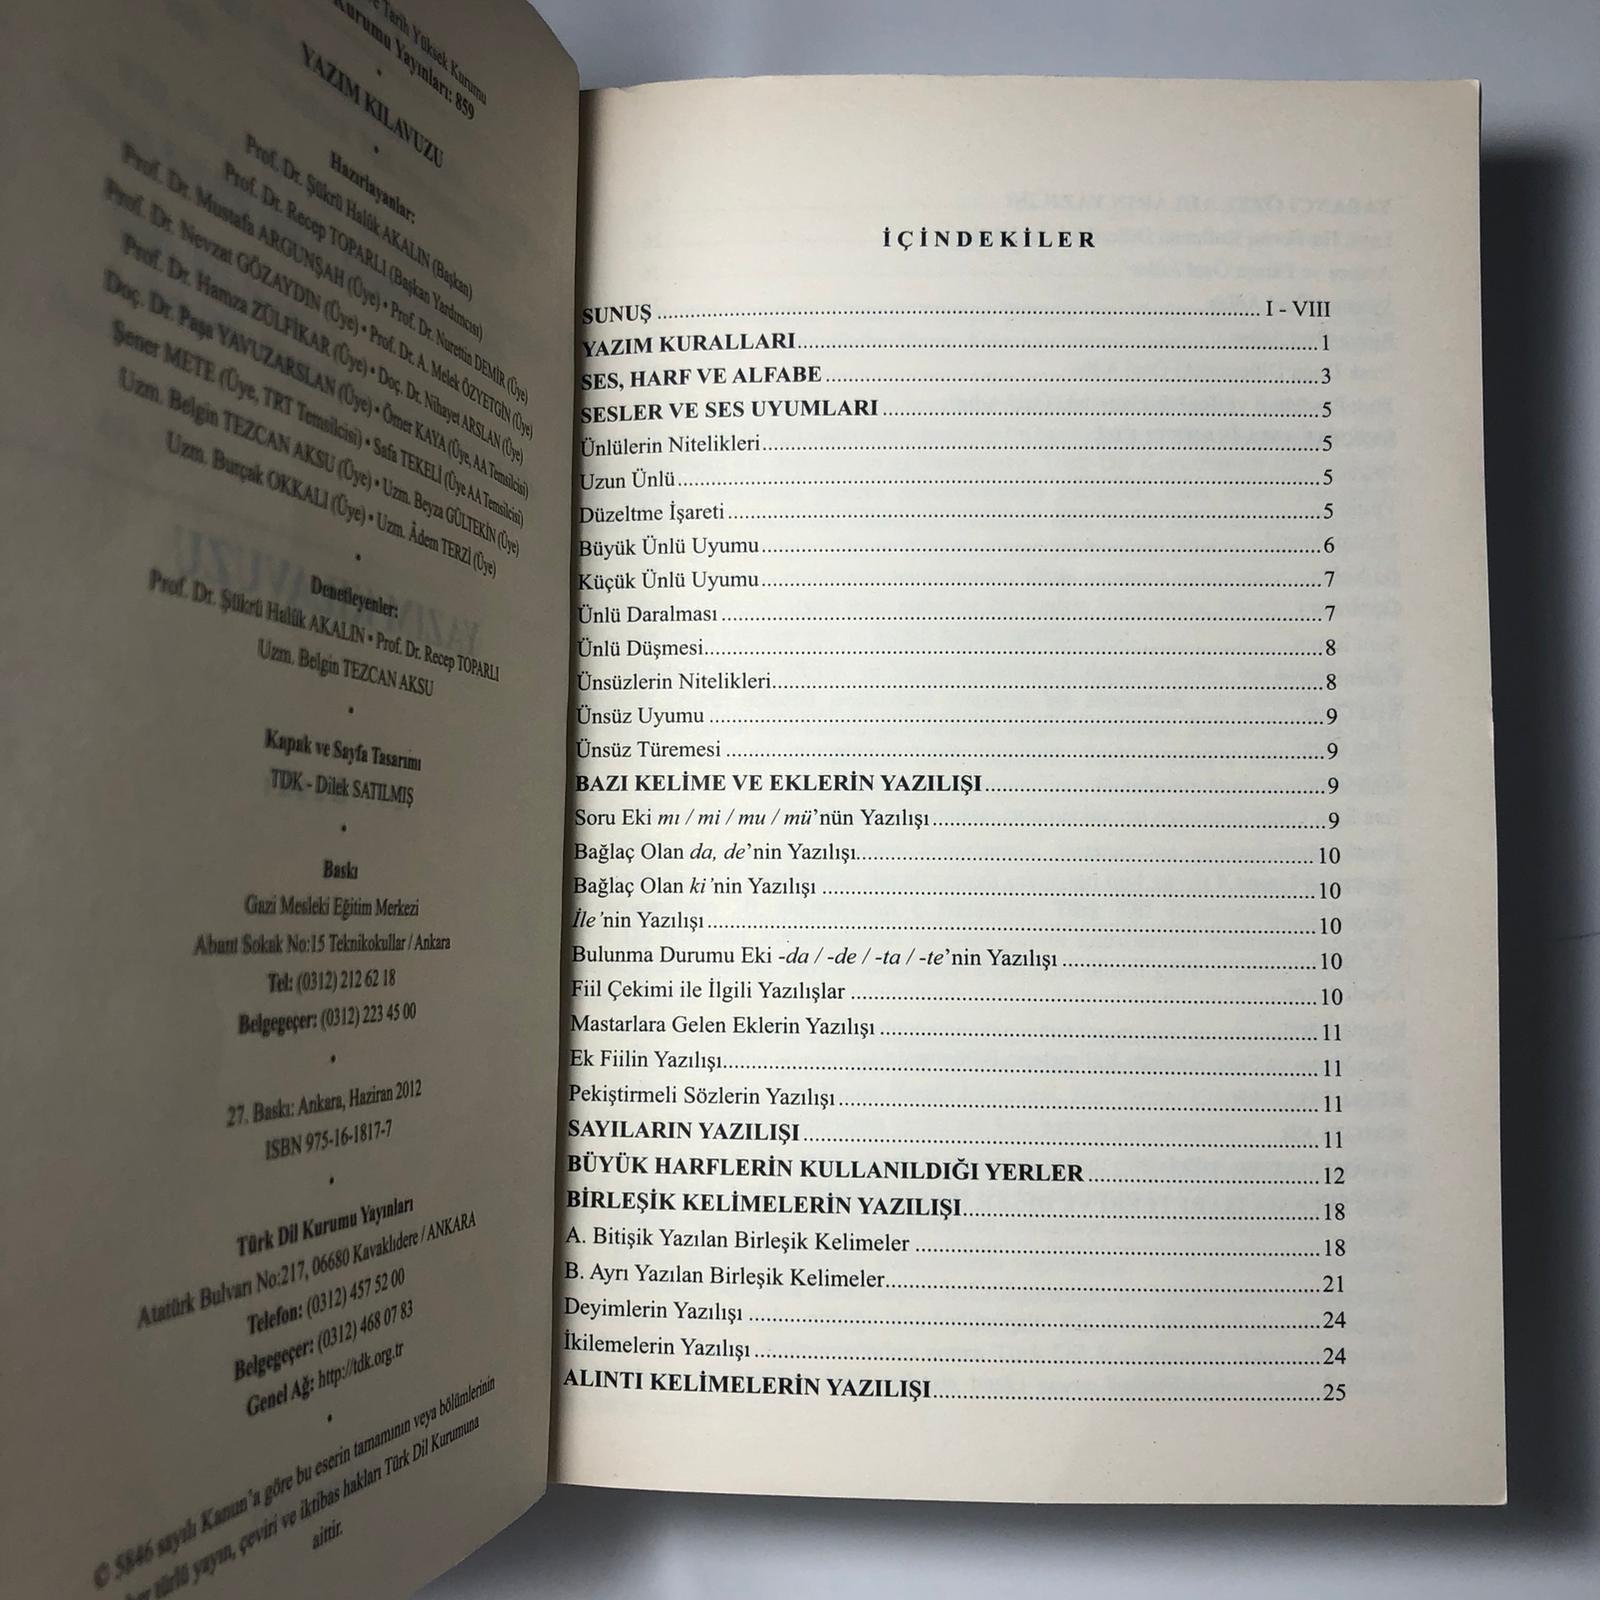 Tarih Yüksek Kurumu
Kurumu Yayınları: 859
YAZIM KILAVUZU
Hazırlayanlar:
Prof. Dr. Şükrü Halûk AKALIN (Başkan)
Prof. Dr. Recep TOPARLI (Başkan Yardımcısı)
Prof. Dr. Mustafa ARGUNŞAH (Üye) • Prof. Dr. Nurettin DEMİR (Üye)
Prof. Dr. Nevzat GÖZAYDIN (Üye) • Prof. Dr. A. Melek ÖZYETGİN (Üye)
Prof. Dr. Hamza ZÜLFİKAR (Üye) • Doç. Dr. Nihayet ARSLAN (Üye)
Doç. Dr. Paşa YAVUZARSLAN (Üye) • Ömer KAYA (Üye, AA Temsilcisi)
Şener METE (Üye, TRT Temsilcisi) • Safa TEKELİ (Üye AA Temsilcisi)
Uzm. Belgin TEZCAN AKSU (Üye) • Uzm. Beyza GÜLTEKİN (Üye)
Uzm. Burçak OKKALI (Üye) • Uzm. Âdem TERZİ (Üye)
Denetleyenler:
Prof. Dr. Şükrü Halûk AKALIN • Prof. Dr. Recep TOPARLI
Uzm. Belgin TEZCAN AKSU
Kapak ve Sayfa Tasarımı
TDK - Dilek SATILMIŞ
Baskı
Gazi Mesleki Eğitim Merkezi
Abant Sokak No:15 Teknikokullar / Ankara
Tel: (0312) 212 62 18
Belgegeçer: (0312) 223 45 00
27. Baskı: Ankara, Haziran 2012
ISBN 975-16-1817-7
Türk Dil Kurumu Yayınları
Atatürk Bulvarı No:217, 06680 Kavaklıdere / ANKARA
Telefon: (0312) 457 52 00
Belgegeçer: (0312) 468 07 83
Genel Ağ: http://tdk.org.tr
© 5846 sayılı Kanun'a göre bu eserin tamamının veya bölümlerinin
her türlü yayın, çeviri ve iktibas hakları Türk Dil Kurumuna
aittir.
İÇİNDEKİLER
SUNUŞ ..... I - VIII
YAZIM KURALLARI ..... 1
SES, HARF VE ALFABE ..... 3
SESLER VE SES UYUMLARI ..... 5
Ünlülerin Nitelikleri ..... 5
Uzun Ünlü ..... 5
Düzeltme İşareti ..... 5
Büyük Ünlü Uyumu ..... 6
Küçük Ünlü Uyumu ..... 7
Ünlü Daralması ..... 7
Ünlü Düşmesi ..... 8
Ünsüzlerin Nitelikleri ..... 8
Ünsüz Uyumu ..... 9
Ünsüz Türemesi ..... 9
BAZI KELİME VE EKLERİN YAZILIŞI ..... 9
Soru Eki mı / mi / mu / mü'nün Yazılışı ..... 9
Bağlaç Olan da, de'nin Yazılışı ..... 10
Bağlaç Olan ki'nin Yazılışı ..... 10
İle'nin Yazılışı ..... 10
Bulunma Durumu Eki -da / -de / -ta / -te'nin Yazılışı ..... 10
Fiil Çekimi ile İlgili Yazılışlar ..... 10
Mastarlara Gelen Eklerin Yazılışı ..... 11
Ek Fiilin Yazılışı ..... 11
Pekiştirmeli Sözlerin Yazılışı ..... 11
SAYILARIN YAZILIŞI ..... 11
BÜYÜK HARFLERİN KULLANILDIĞI YERLER ..... 12
BİRLEŞİK KELİMELERİN YAZILIŞI ..... 18
A. Bitişik Yazılan Birleşik Kelimeler ..... 18
B. Ayrı Yazılan Birleşik Kelimeler ..... 21
Deyimlerin Yazılışı ..... 24
İkilemelerin Yazılışı ..... 24
ALINTI KELİMELERİN YAZILIŞI ..... 25